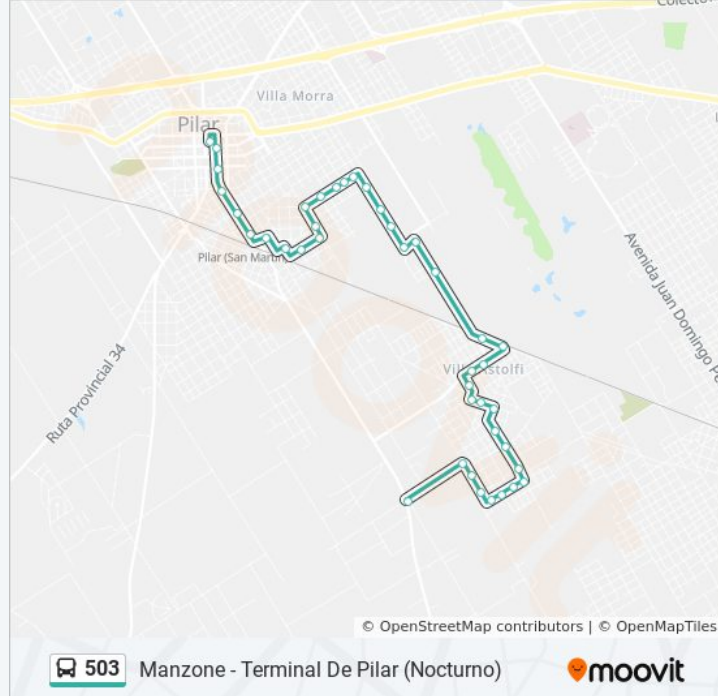 Colecto
Villa Morra
Pilar
Pilar (San Martín)
Avenida Juan Domingo Pe
Ruta Provincial 34
Villa Astolfi
© OpenStreetMap contributors | © OpenMapTiles
503 Manzone - Terminal De Pilar (Nocturno) moovit